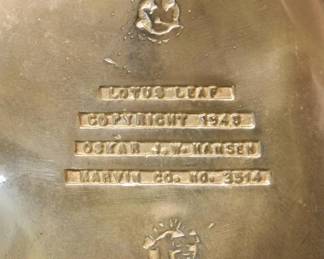 LOTUS LEAF
COPYRIGHT 1948
OSKAR J.W. HANSEN
MARVIN CO. NO. 3514